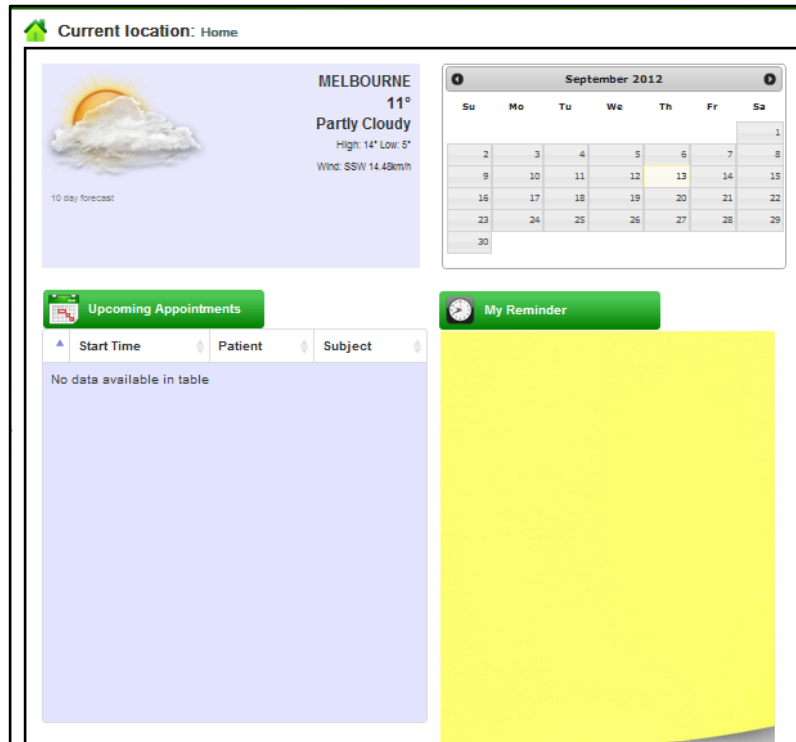 Current location: Home
MELBOURNE
11°
Partly Cloudy
High: 14° Low: 5°
Wind: SSW 14.48km/h
10 day forecast
September 2012
Su Mo Tu We Th Fr Sa
1
2 3 4 5 6 7 8
9 10 11 12 13 14 15
16 17 18 19 20 21 22
23 24 25 26 27 28 29
30
Upcoming Appointments
Start Time Patient Subject
No data available in table
My Reminder